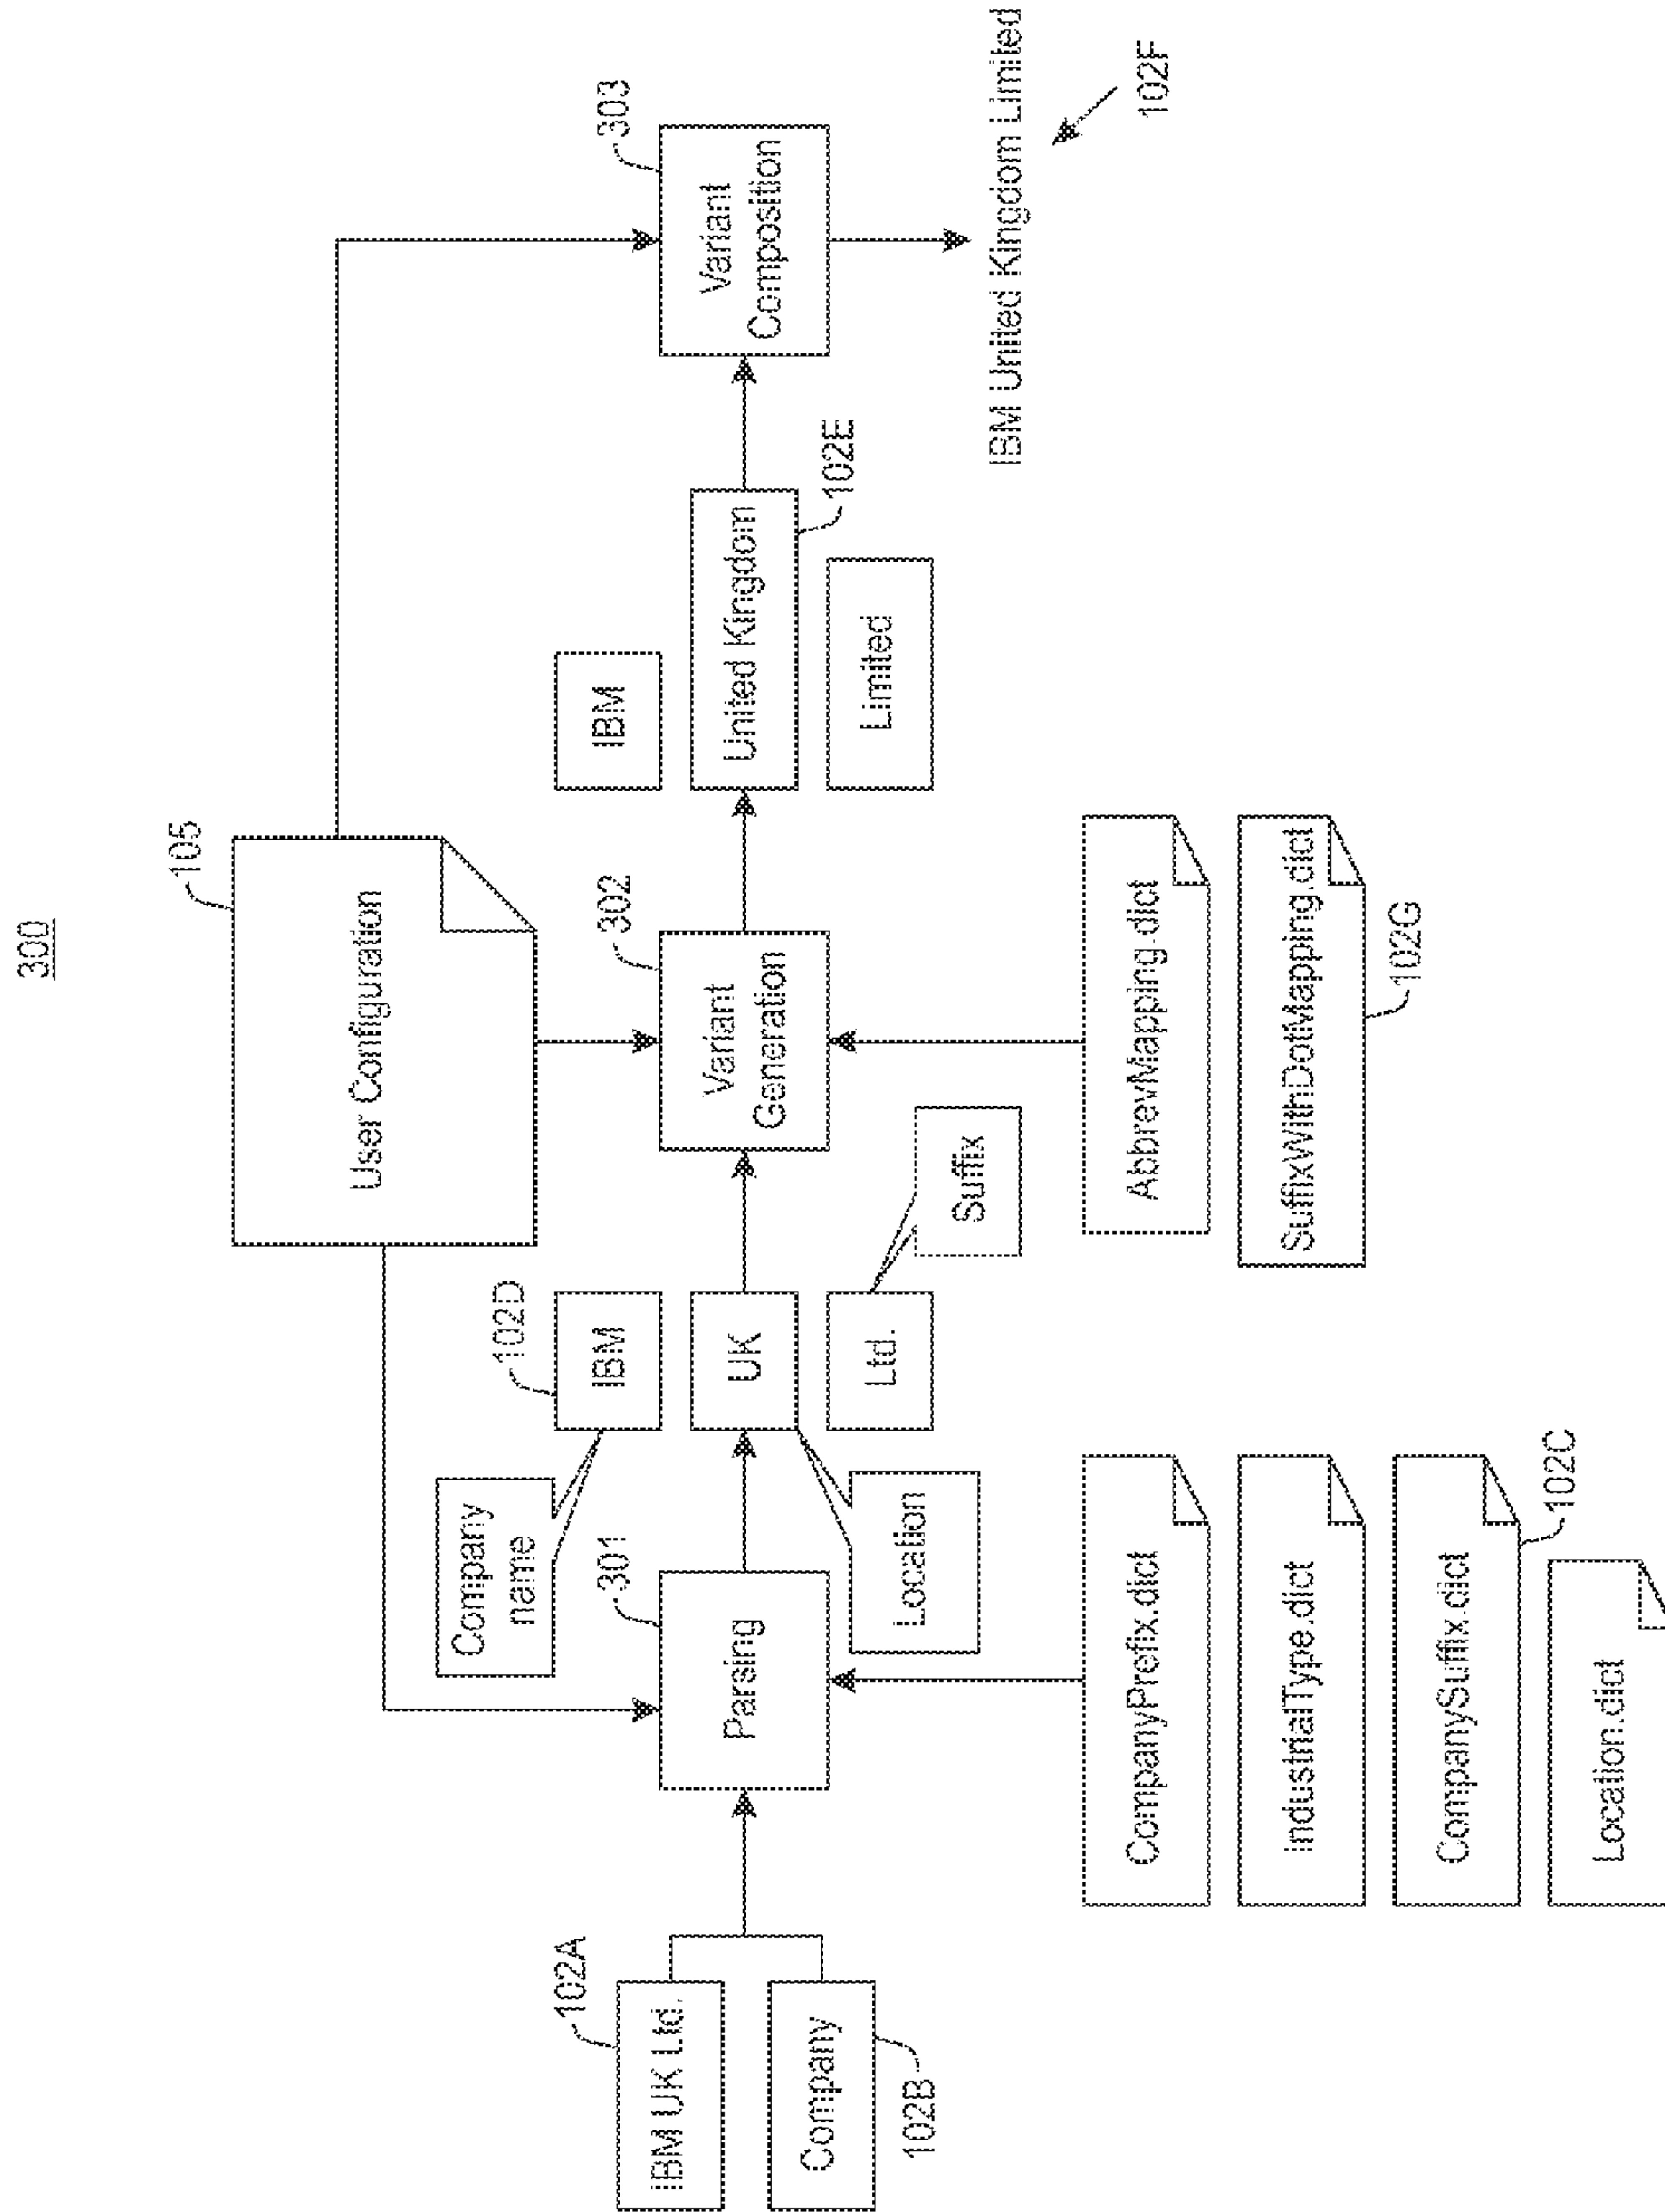 300
105
User Configuration
102A
IBM UK Ltd.
Company
102B
301
Parsing
Company
name
102D
IBM
UK
Ltd.
Location
Suffix
302
Variant
Generation
IBM
United Kingdom
102E
Limited
303
Variant
Composition
IBM United Kingdom Limited
102F
CompanyPrefix.dict
IndustrialType.dict
CompanySuffix.dict
102C
Location.dict
AbbrevMapping.dict
SuffixWithDotMapping.dict
102G